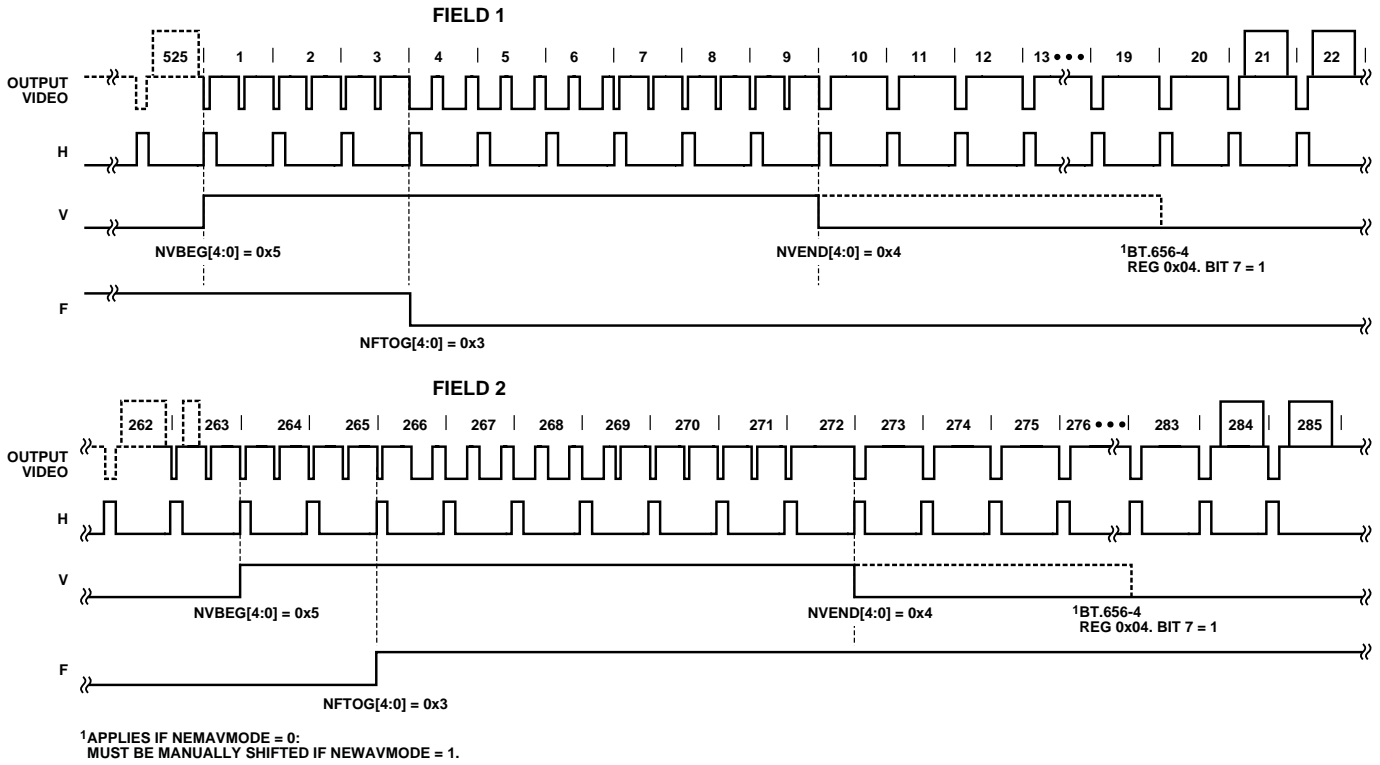 FIELD 1
525 1 2 3 4 5 6 7 8 9 10 11 12 13 ••• 19 20 21 22
OUTPUT
VIDEO
H
V
NVBEG[4:0] = 0x5 NVEND[4:0] = 0x4 1BT.656-4
REG 0x04. BIT 7 = 1
F
NFTOG[4:0] = 0x3
FIELD 2
262 263 264 265 266 267 268 269 270 271 272 273 274 275 276 ••• 283 284 285
OUTPUT
VIDEO
H
V
NVBEG[4:0] = 0x5 NVEND[4:0] = 0x4 1BT.656-4
REG 0x04. BIT 7 = 1
F
NFTOG[4:0] = 0x3
1APPLIES IF NEMAVMODE = 0:
MUST BE MANUALLY SHIFTED IF NEWAVMODE = 1.